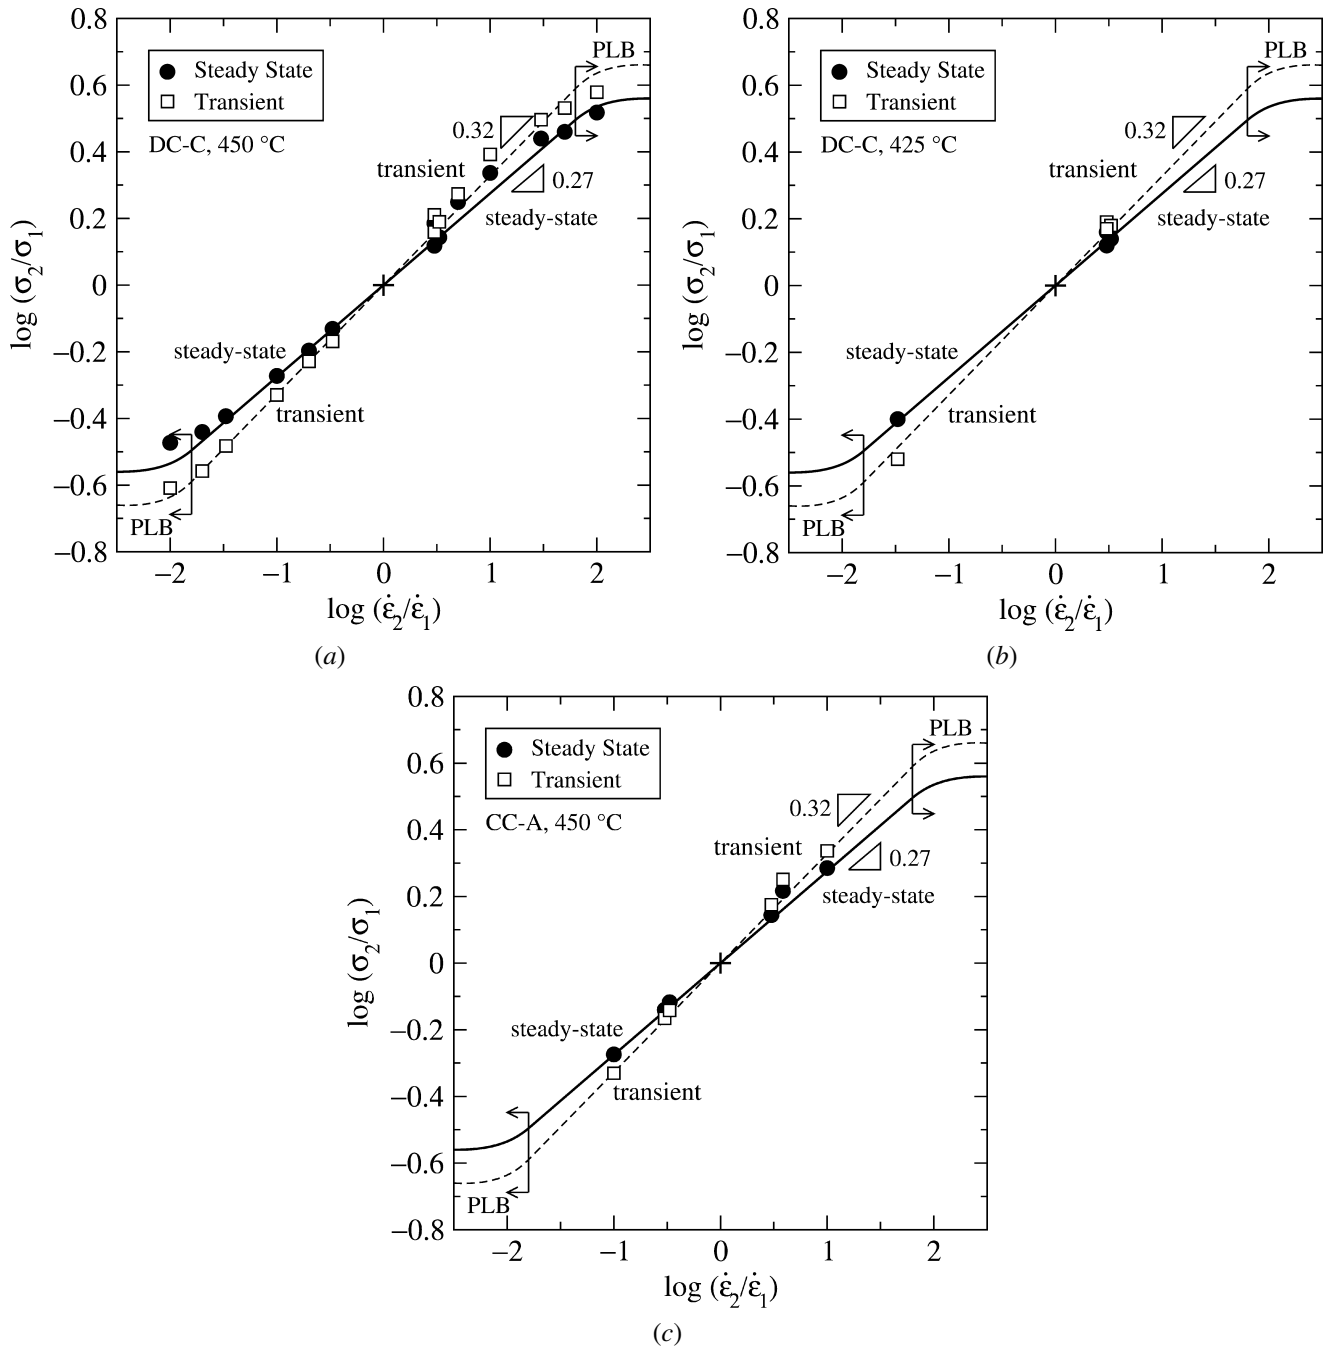 0.8
0.6
0.4
0.2
0
−0.2
−0.4
−0.6
−0.8
log (σ2/σ1)
Steady State
Transient
DC-C, 450 °C
PLB
0.32
transient
0.27
steady-state
steady-state
transient
PLB
−2 −1 0 1 2
log (ε̇2/ε̇1)
(a)
0.8
0.6
0.4
0.2
0
−0.2
−0.4
−0.6
−0.8
log (σ2/σ1)
Steady State
Transient
DC-C, 425 °C
PLB
0.32
transient
0.27
steady-state
steady-state
transient
PLB
−2 −1 0 1 2
log (ε̇2/ε̇1)
(b)
0.8
0.6
0.4
0.2
0
−0.2
−0.4
−0.6
−0.8
log (σ2/σ1)
Steady State
Transient
CC-A, 450 °C
PLB
0.32
transient
0.27
steady-state
steady-state
transient
PLB
−2 −1 0 1 2
log (ε̇2/ε̇1)
(c)